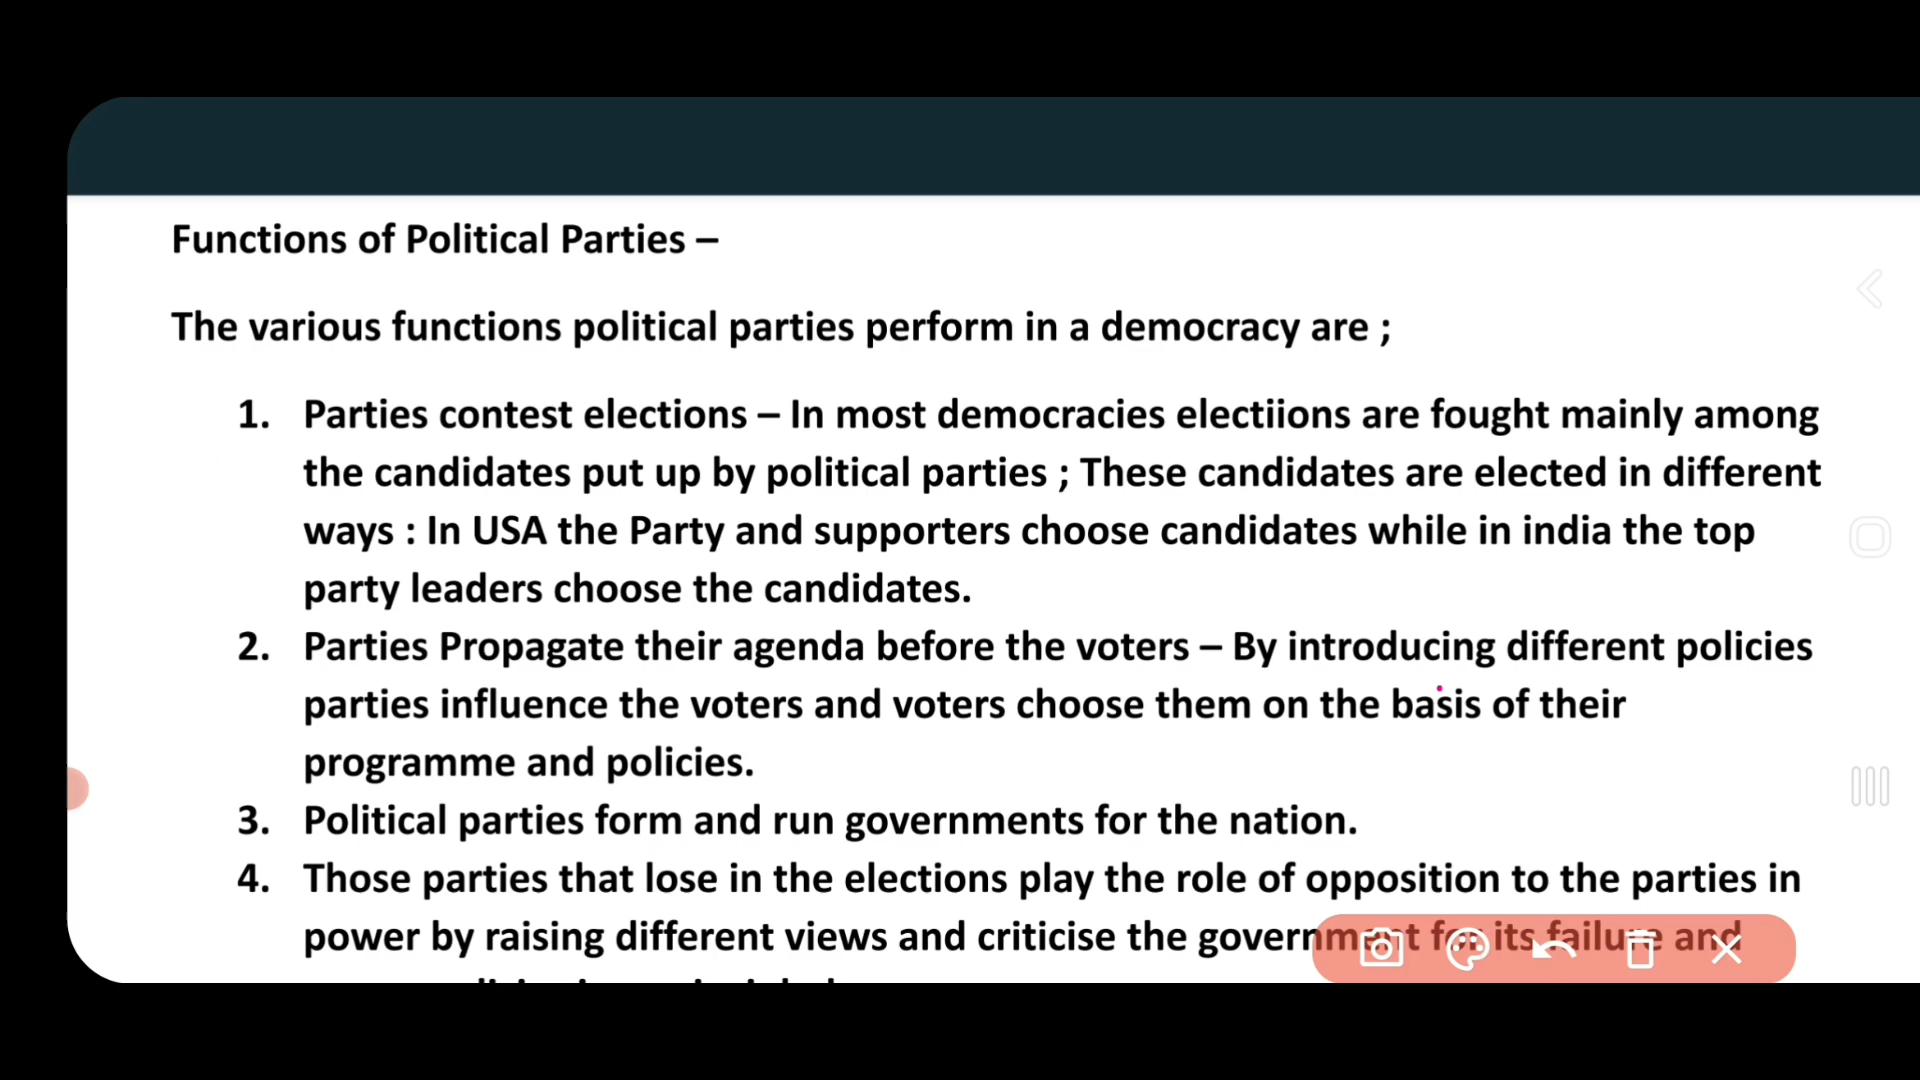 Functions of Political Parties –
The various functions political parties perform in a democracy are ;
1. Parties contest elections – In most democracies electiions are fought mainly among
the candidates put up by political parties ; These candidates are elected in different
ways : In USA the Party and supporters choose candidates while in india the top
party leaders choose the candidates.
2. Parties Propagate their agenda before the voters – By introducing different policies
parties influence the voters and voters choose them on the basis of their
programme and policies.
3. Political parties form and run governments for the nation.
4. Those parties that lose in the elections play the role of opposition to the parties in
power by raising different views and criticise the government for its failure and